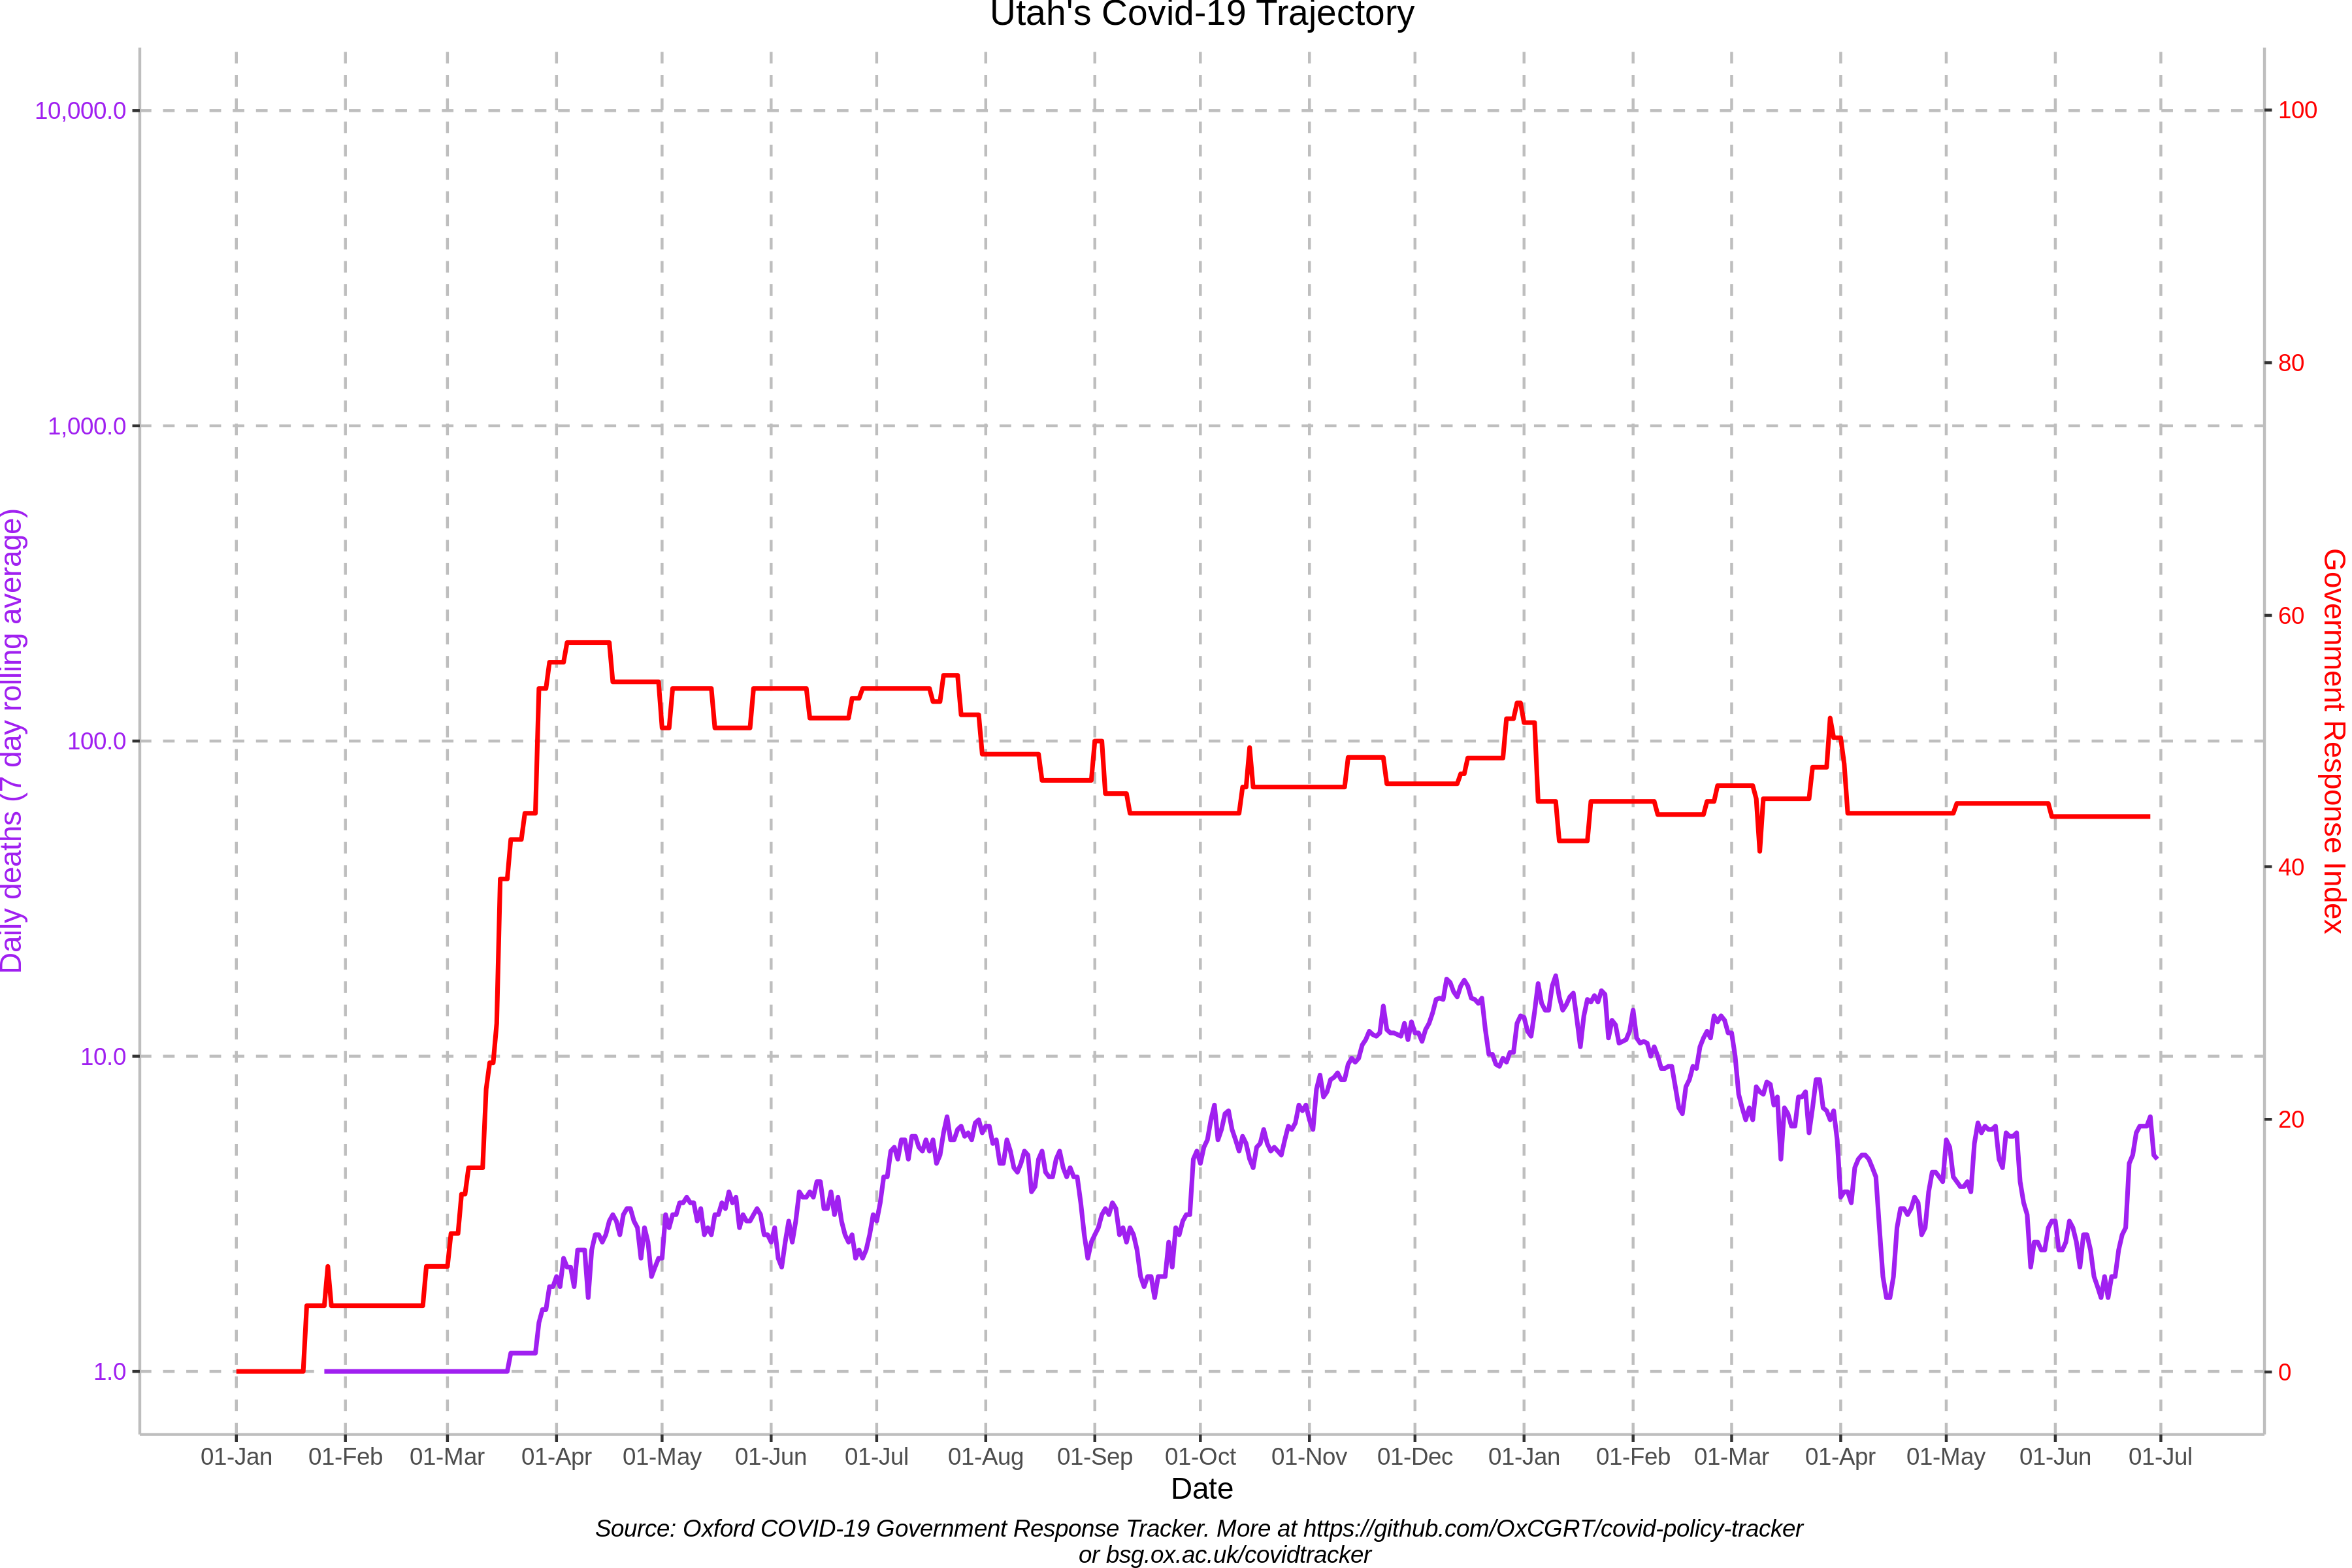 Utah's Covid-19 Trajectory
10,000.0
1,000.0
100.0
10.0
1.0
Daily deaths (7 day rolling average)
100
80
60
40
20
0
Government Response Index
01-Jan 01-Feb 01-Mar 01-Apr 01-May 01-Jun 01-Jul 01-Aug 01-Sep 01-Oct 01-Nov 01-Dec 01-Jan 01-Feb 01-Mar 01-Apr 01-May 01-Jun 01-Jul
Date
Source: Oxford COVID-19 Government Response Tracker. More at https://github.com/OxCGRT/covid-policy-tracker
or bsg.ox.ac.uk/covidtracker